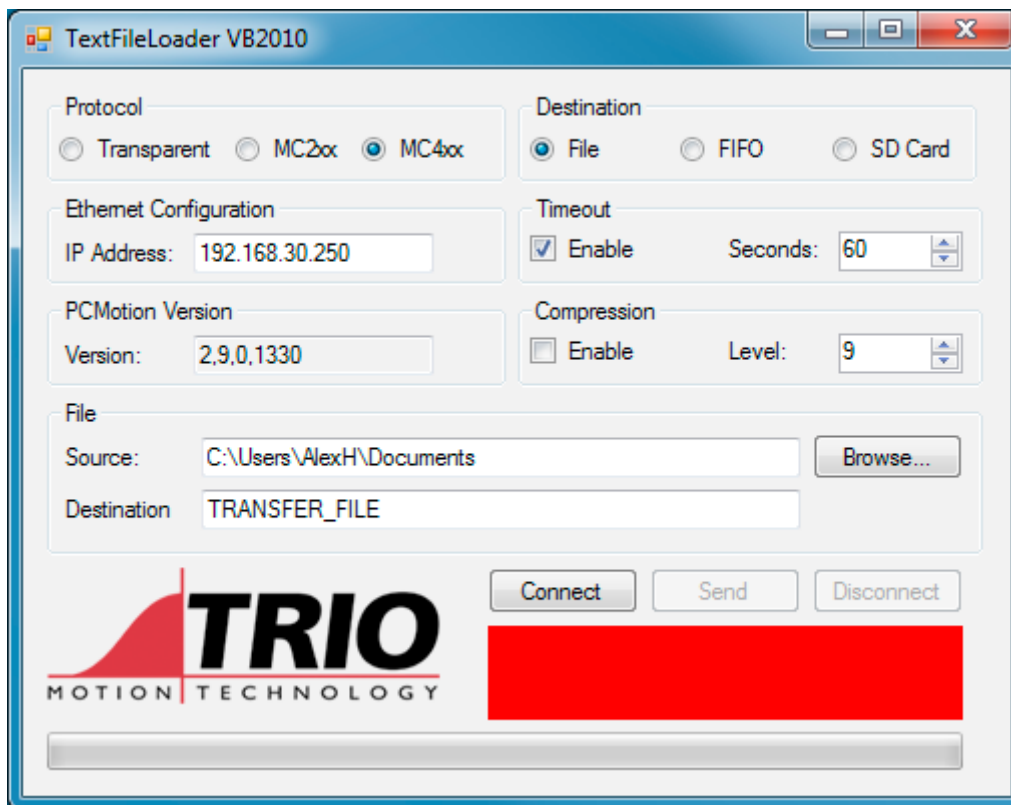 TextFileLoader VB2010
Protocol
Transparent MC2xx MC4xx
Destination
File FIFO SD Card
Ethernet Configuration
IP Address: 192.168.30.250
Timeout
Enable Seconds: 60
PCMotion Version
Version: 2,9,0,1330
Compression
Enable Level: 9
File
Source: C:\Users\AlexH\Documents Browse...
Destination TRANSFER_FILE
Connect Send Disconnect
TRIO
MOTION TECHNOLOGY